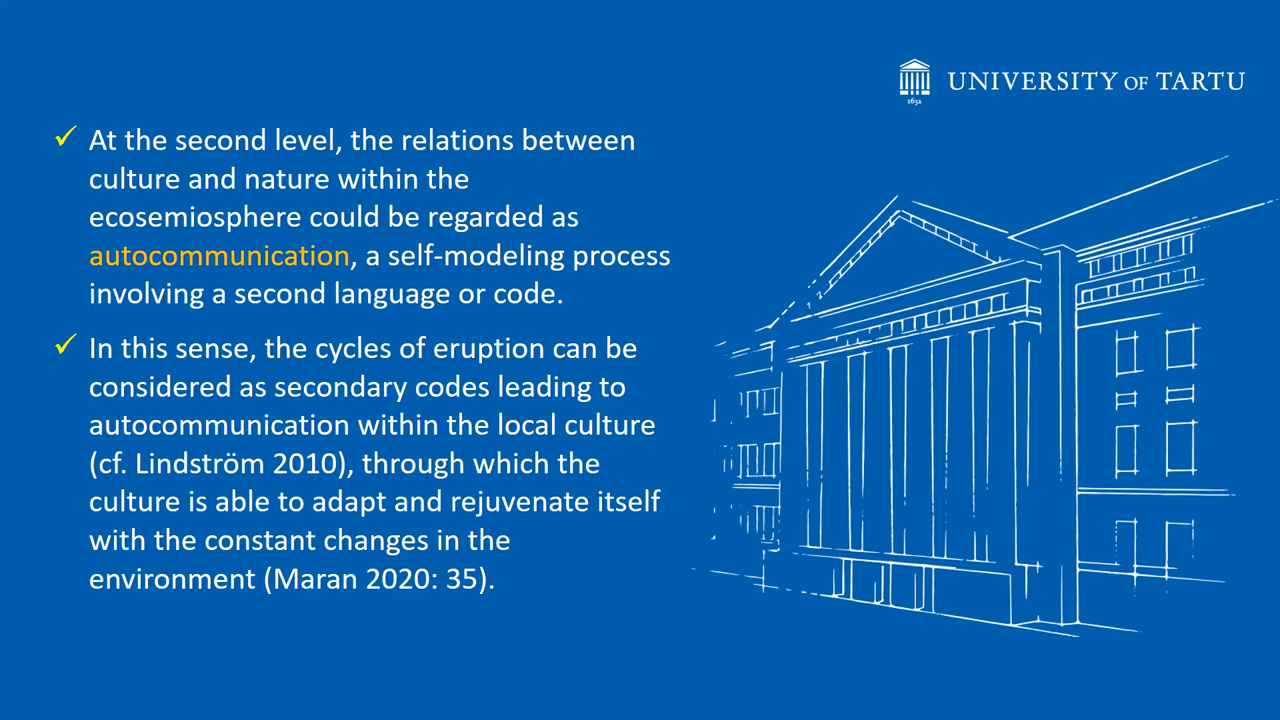 UNIVERSITY OF TARTU
1632
At the second level, the relations between
culture and nature within the
ecosemiosphere could be regarded as
autocommunication, a self-modeling process
involving a second language or code.
In this sense, the cycles of eruption can be
considered as secondary codes leading to
autocommunication within the local culture
(cf. Lindström 2010), through which the
culture is able to adapt and rejuvenate itself
with the constant changes in the
environment (Maran 2020: 35).